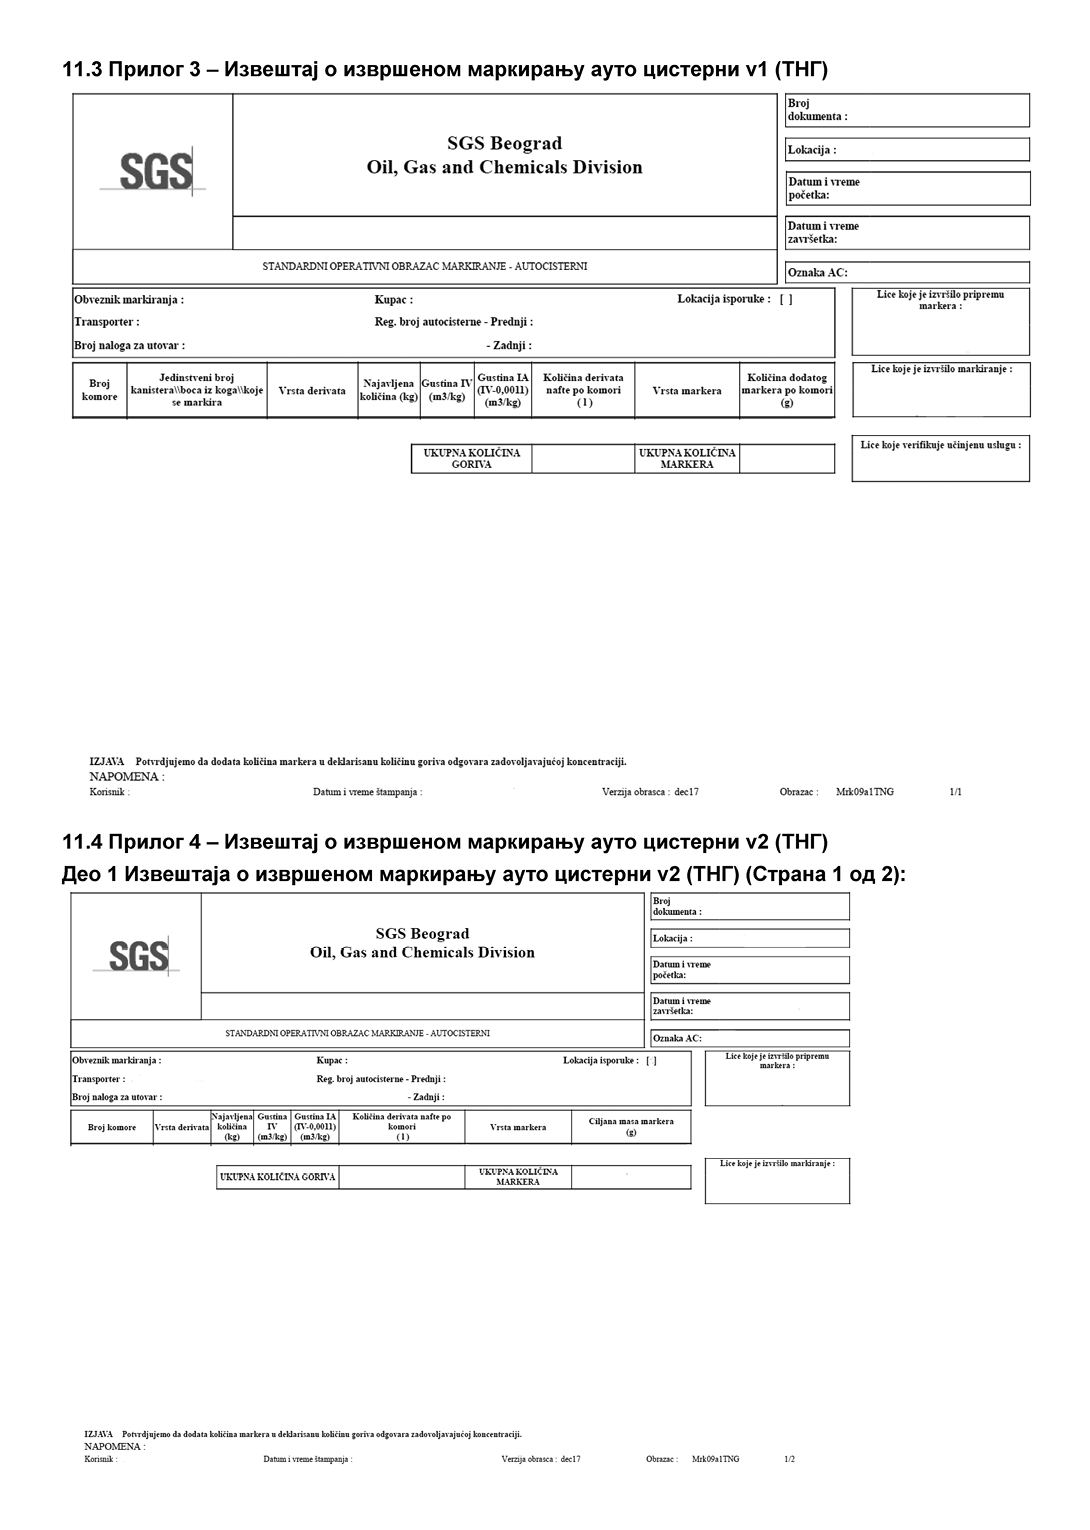 11.3 Прилог 3 – Извештај о извршеном маркирању ауто цистерни v1 (ТНГ)
SGS
SGS Beograd
Oil, Gas and Chemicals Division
STANDARDNI OPERATIVNI OBRAZAC MARKIRANJE - AUTOCISTERNI
Broj
dokumenta :
Lokacija :
Datum i vreme
početka:
Datum i vreme
završetka:
Oznaka AC:
Obveznik markiranja :
Kupac :
Lokacija isporuke : [ ]
Transporter :
Reg. broj autocisterne - Prednji :
Broj naloga za utovar :
- Zadnji :
Lice koje je izvršilo pripremu
markera :
Broj
komore
Jedinstveni broj
kanistera\\boca iz koga\\koje
se markira
Vrsta derivata
Najavljena
količina (kg)
Gustina IV
(m3/kg)
Gustina IA
(IV-0,0011)
(m3/kg)
Količina derivata
nafte po komori
( l )
Vrsta markera
Količina dodatog
markera po komori
(g)
Lice koje je izvršilo markiranje :
UKUPNA KOLIČINA
GORIVA
UKUPNA KOLIČINA
MARKERA
Lice koje verifikuje učinjenu uslugu :
IZJAVA Potvrdjujemo da dodata količina markera u deklarisanu količinu goriva odgovara zadovoljavajućoj koncentraciji.
NAPOMENA :
Korisnik : Datum i vreme štampanja : Verzija obrasca : dec17 Obrazac : Mrk09a1TNG 1/1
11.4 Прилог 4 – Извештај о извршеном маркирању ауто цистерни v2 (ТНГ)
Део 1 Извештаја о извршеном маркирању ауто цистерни v2 (ТНГ) (Страна 1 од 2):
SGS
SGS Beograd
Oil, Gas and Chemicals Division
STANDARDNI OPERATIVNI OBRAZAC MARKIRANJE - AUTOCISTERNI
Broj
dokumenta :
Lokacija :
Datum i vreme
početka:
Datum i vreme
završetka:
Oznaka AC:
Obveznik markiranja :
Kupac :
Lokacija isporuke : [ ]
Transporter :
Reg. broj autocisterne - Prednji :
Broj naloga za utovar :
- Zadnji :
Lice koje je izvršilo pripremu
markera :
Broj komore
Vrsta derivata
Najavljena
količina
(kg)
Gustina
IV
(m3/kg)
Gustina IA
(IV-0,0011)
(m3/kg)
Količina derivata nafte po
komori
( l )
Vrsta markera
Ciljana masa markera
(g)
UKUPNA KOLIČINA GORIVA
UKUPNA KOLIČINA
MARKERA
Lice koje je izvršilo markiranje :
IZJAVA Potvrdjujemo da dodata količina markera u deklarisanu količinu goriva odgovara zadovoljavajućoj koncentraciji.
NAPOMENA :
Korisnik : Datum i vreme štampanja : Verzija obrasca : dec17 Obrazac : Mrk09a1TNG 1/2